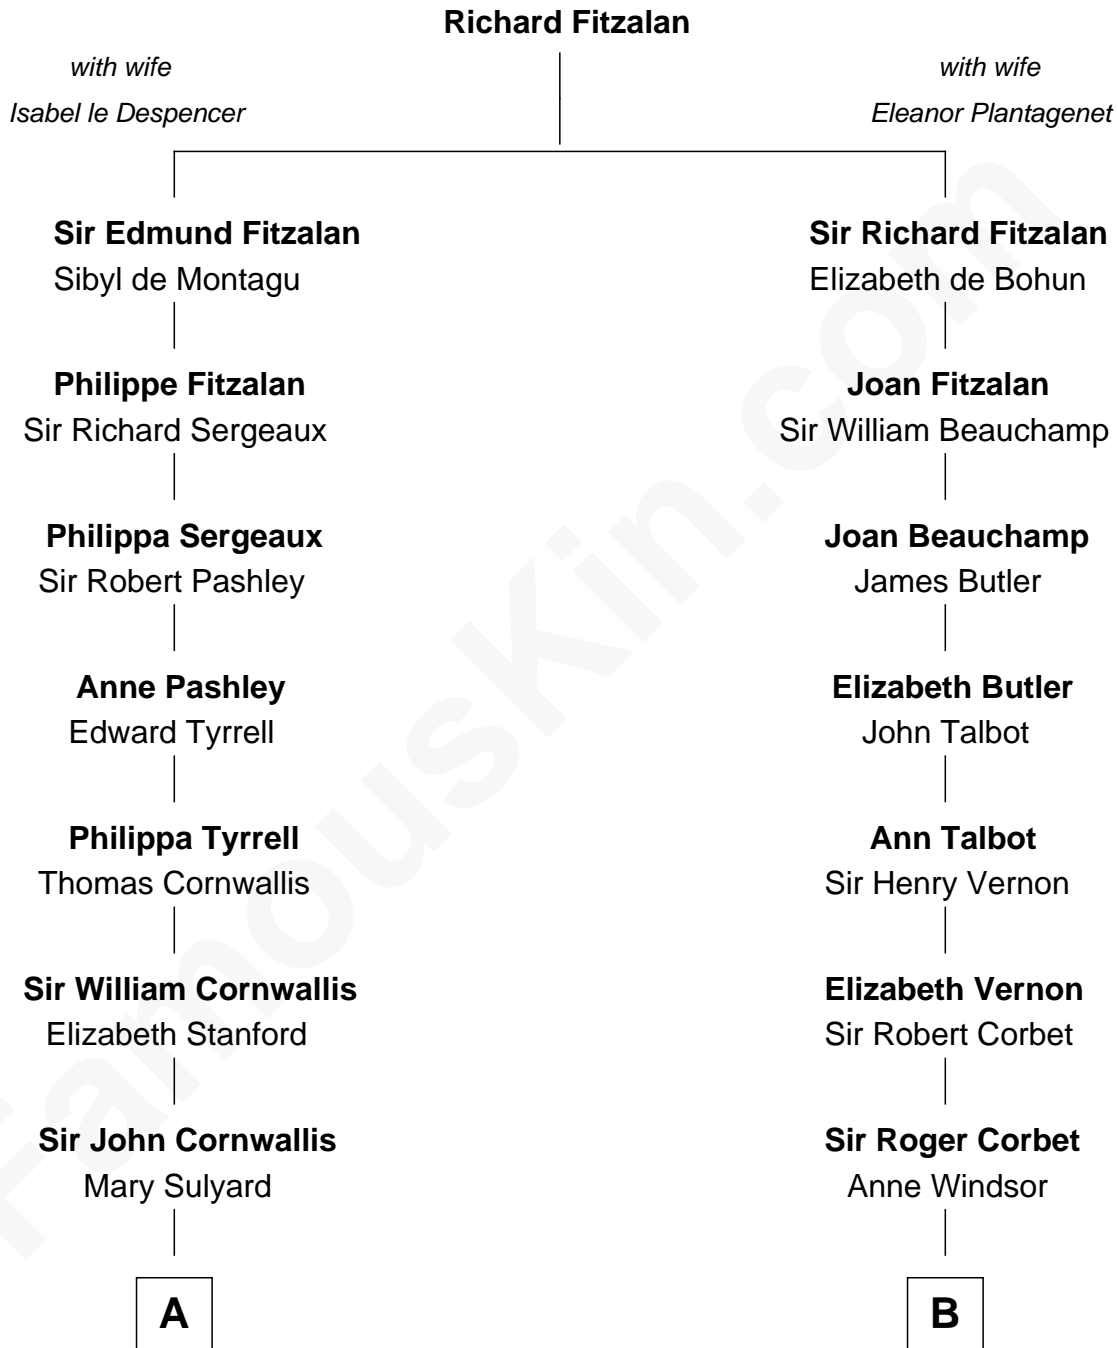 Richard Fitzalan
with wife
Isabel le Despencer
with wife
Eleanor Plantagenet
Sir Edmund Fitzalan
Sibyl de Montagu
Sir Richard Fitzalan
Elizabeth de Bohun
Philippe Fitzalan
Sir Richard Sergeaux
Joan Fitzalan
Sir William Beauchamp
Philippa Sergeaux
Sir Robert Pashley
Joan Beauchamp
James Butler
Anne Pashley
Edward Tyrrell
Elizabeth Butler
John Talbot
Philippa Tyrrell
Thomas Cornwallis
Ann Talbot
Sir Henry Vernon
Sir William Cornwallis
Elizabeth Stanford
Elizabeth Vernon
Sir Robert Corbet
Sir John Cornwallis
Mary Sulyard
Sir Roger Corbet
Anne Windsor
A
B
FamousKin.com